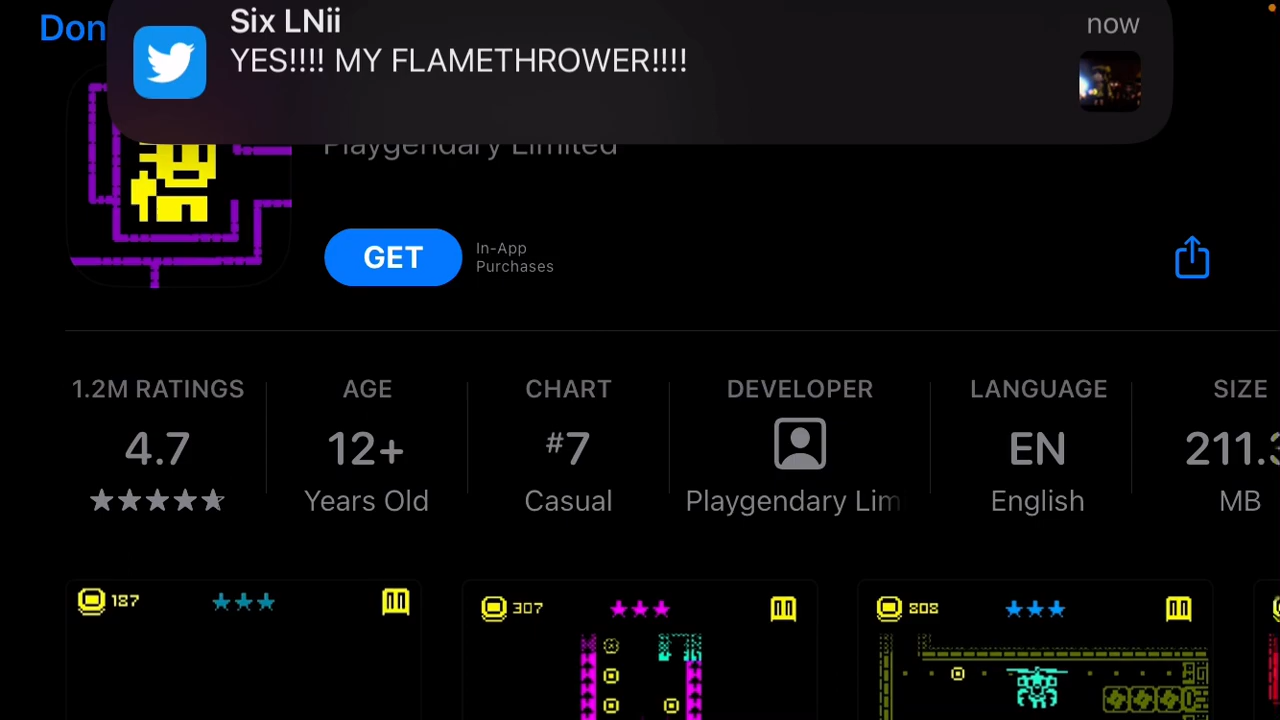 Don
Six LNii
now
YES!!!! MY FLAMETHROWER!!!!
Playgendary Limited
GET
In-App
Purchases
1.2M RATINGS
AGE
CHART
DEVELOPER
LANGUAGE
SIZE
4.7
12+
#7
EN
211.3
Years Old
Casual
Playgendary Lim
English
MB
187
307
808